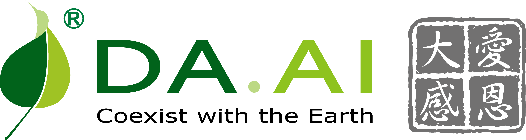 ®
DA.AI
Coexist with the Earth
大愛
感恩